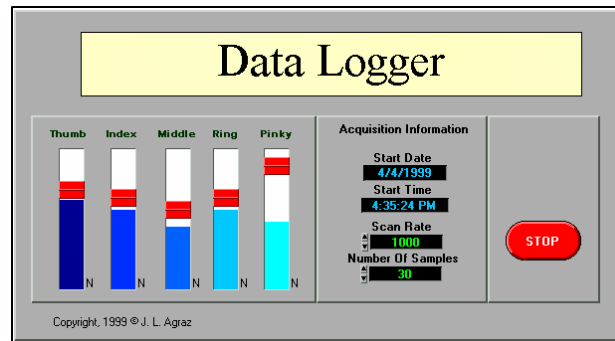 Data Logger
Thumb Index Middle Ring Pinky
N N N N N
Acquisition Information
Start Date
4/4/1999
Start Time
4:35:24 PM
Scan Rate
1000
Number Of Samples
30
STOP
Copyright, 1999 © J. L. Agraz